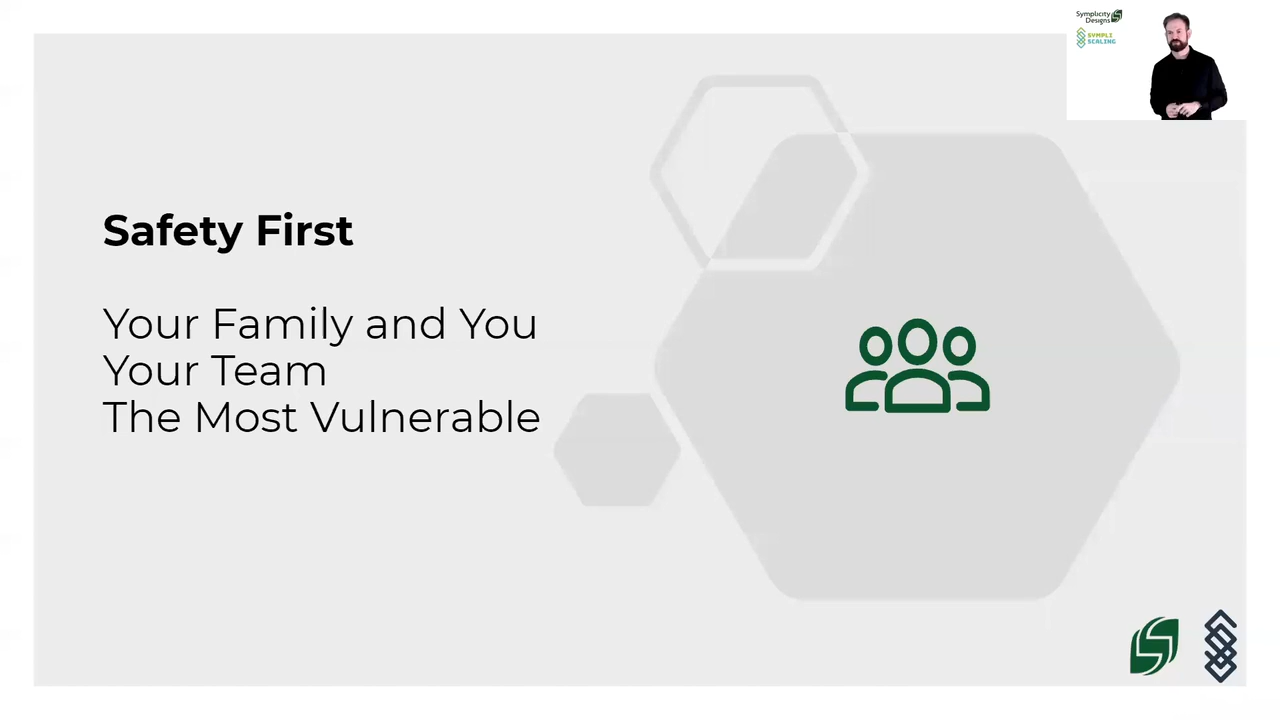 Symplicity
Designs
SYMPLI
SCALING
Safety First
Your Family and You
Your Team
The Most Vulnerable